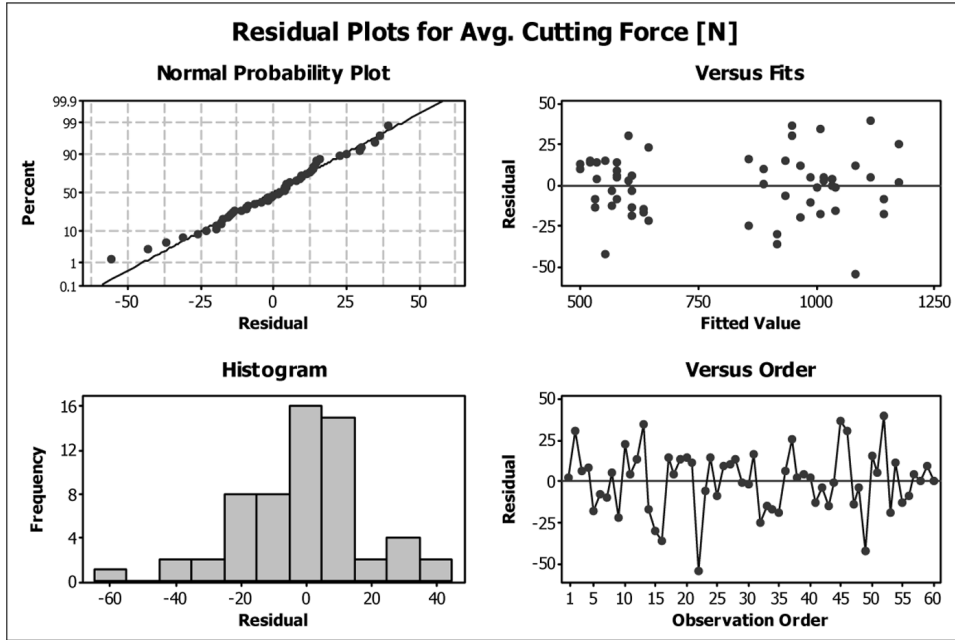 Residual Plots for Avg. Cutting Force [N]
Normal Probability Plot
Percent
99.9
99
90
50
10
1
0.1
-50 -25 0 25 50
Residual
Versus Fits
Residual
50
25
0
-25
-50
500 750 1000 1250
Fitted Value
Histogram
Frequency
16
12
8
4
0
-60 -40 -20 0 20 40
Residual
Versus Order
Residual
50
25
0
-25
-50
1 5 10 15 20 25 30 35 40 45 50 55 60
Observation Order